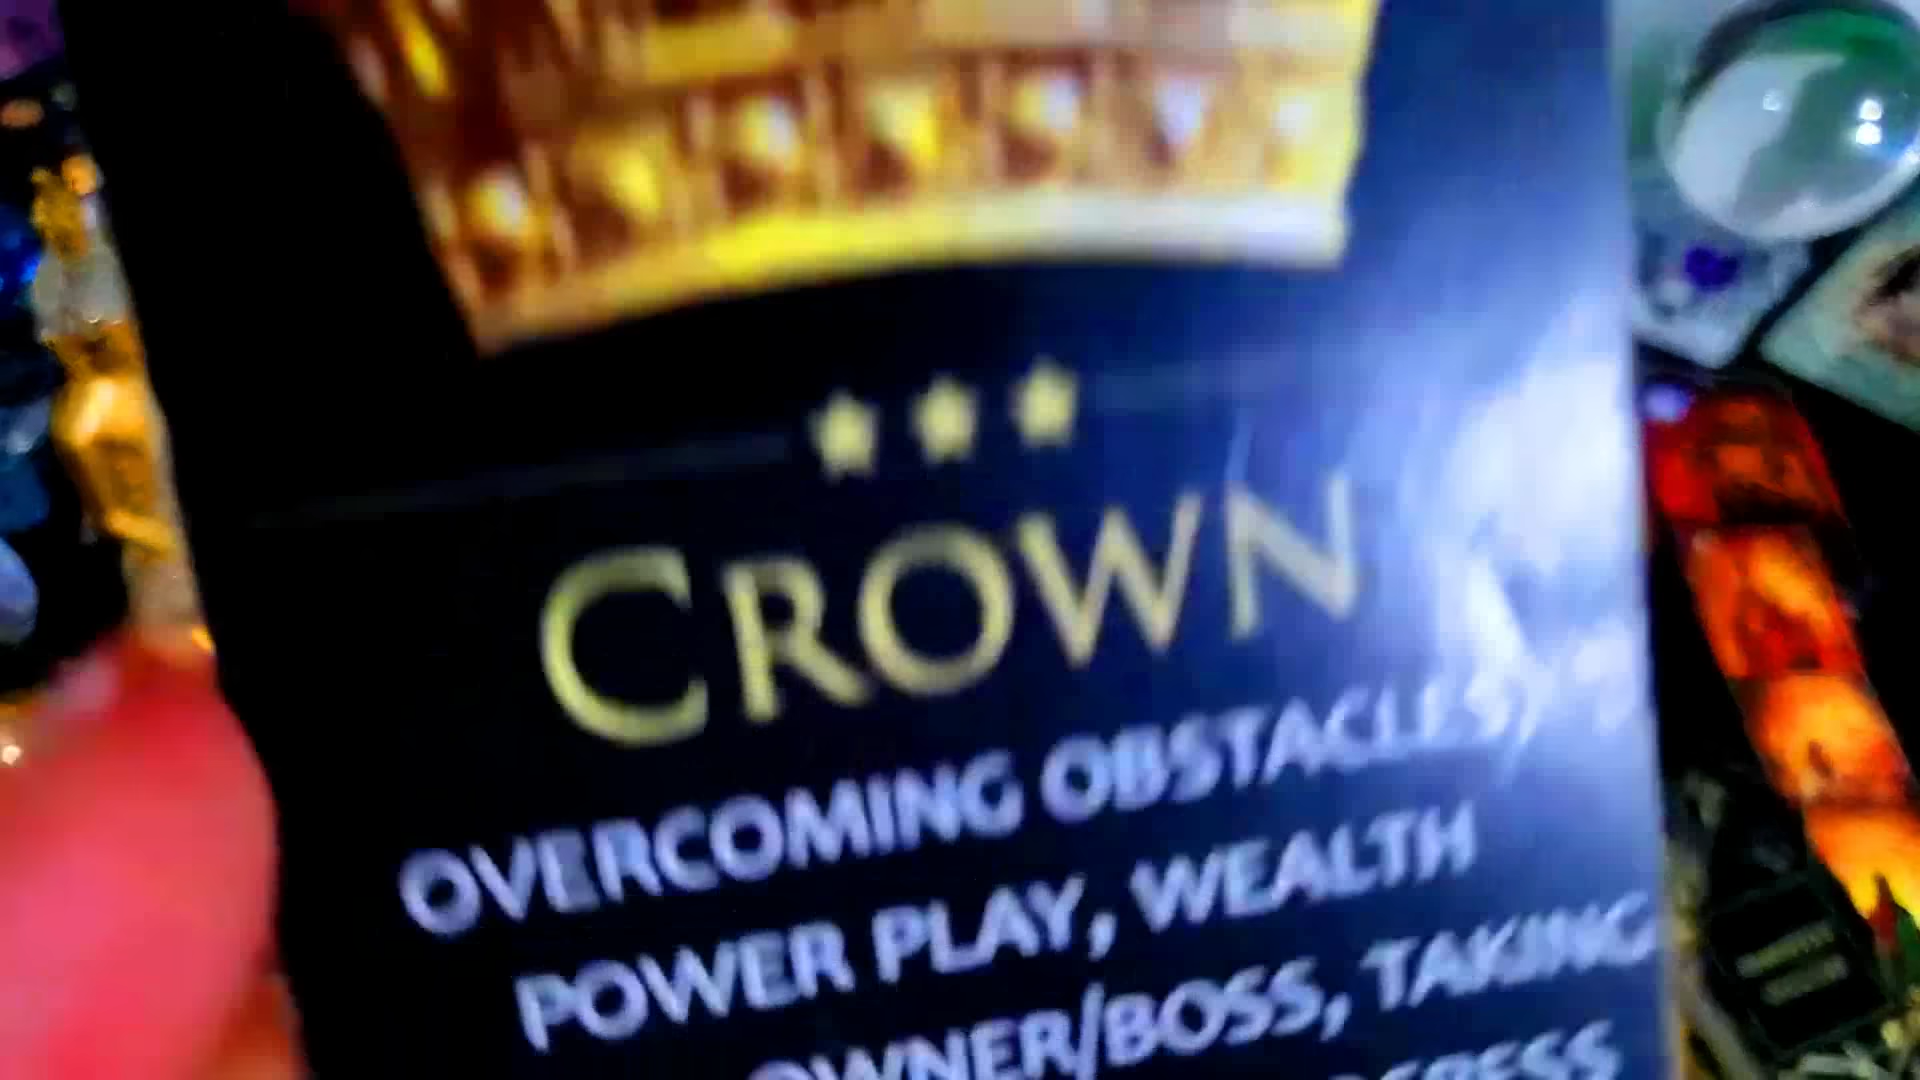 CROWN
OVERCOMING OBSTACLES,
POWER PLAY, WEALTH
OWNER/BOSS, TAKING